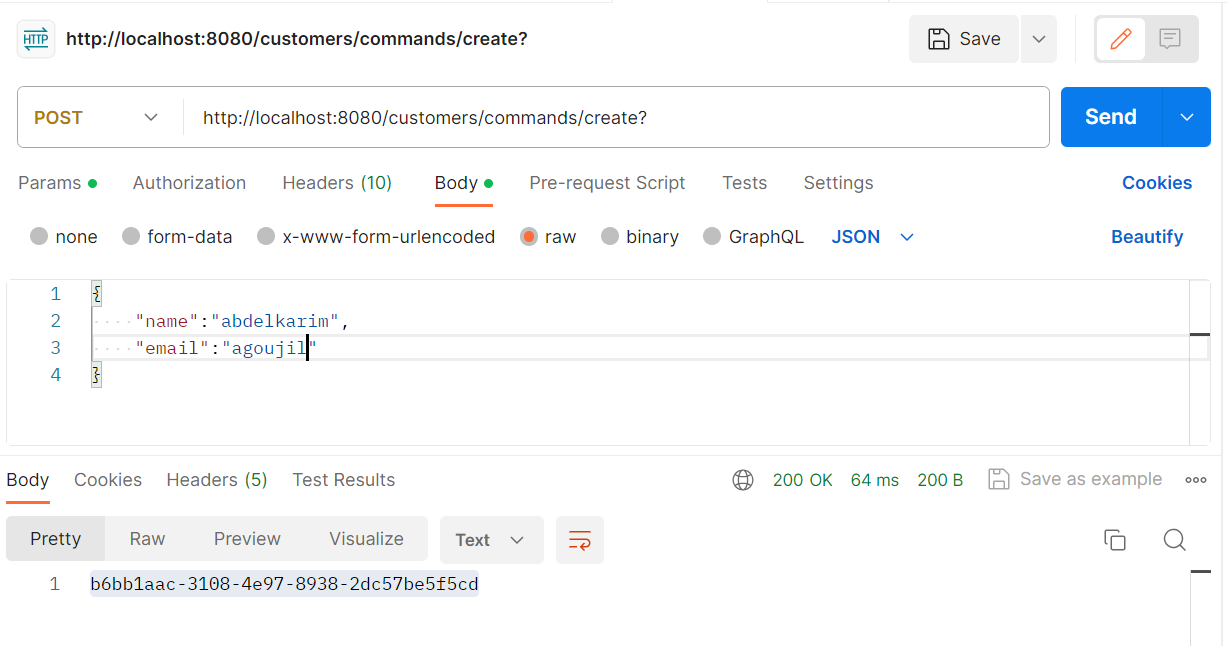 HTTP http://localhost:8080/customers/commands/create? Save
POST http://localhost:8080/customers/commands/create? Send
Params Authorization Headers (10) Body Pre-request Script Tests Settings Cookies
none form-data x-www-form-urlencoded raw binary GraphQL JSON Beautify
1 {
2 "name":"abdelkarim",
3 "email":"agoujil"
4 }
Body Cookies Headers (5) Test Results 200 OK 64 ms 200 B Save as example
Pretty Raw Preview Visualize Text
1 b6bb1aac-3108-4e97-8938-2dc57be5f5cd